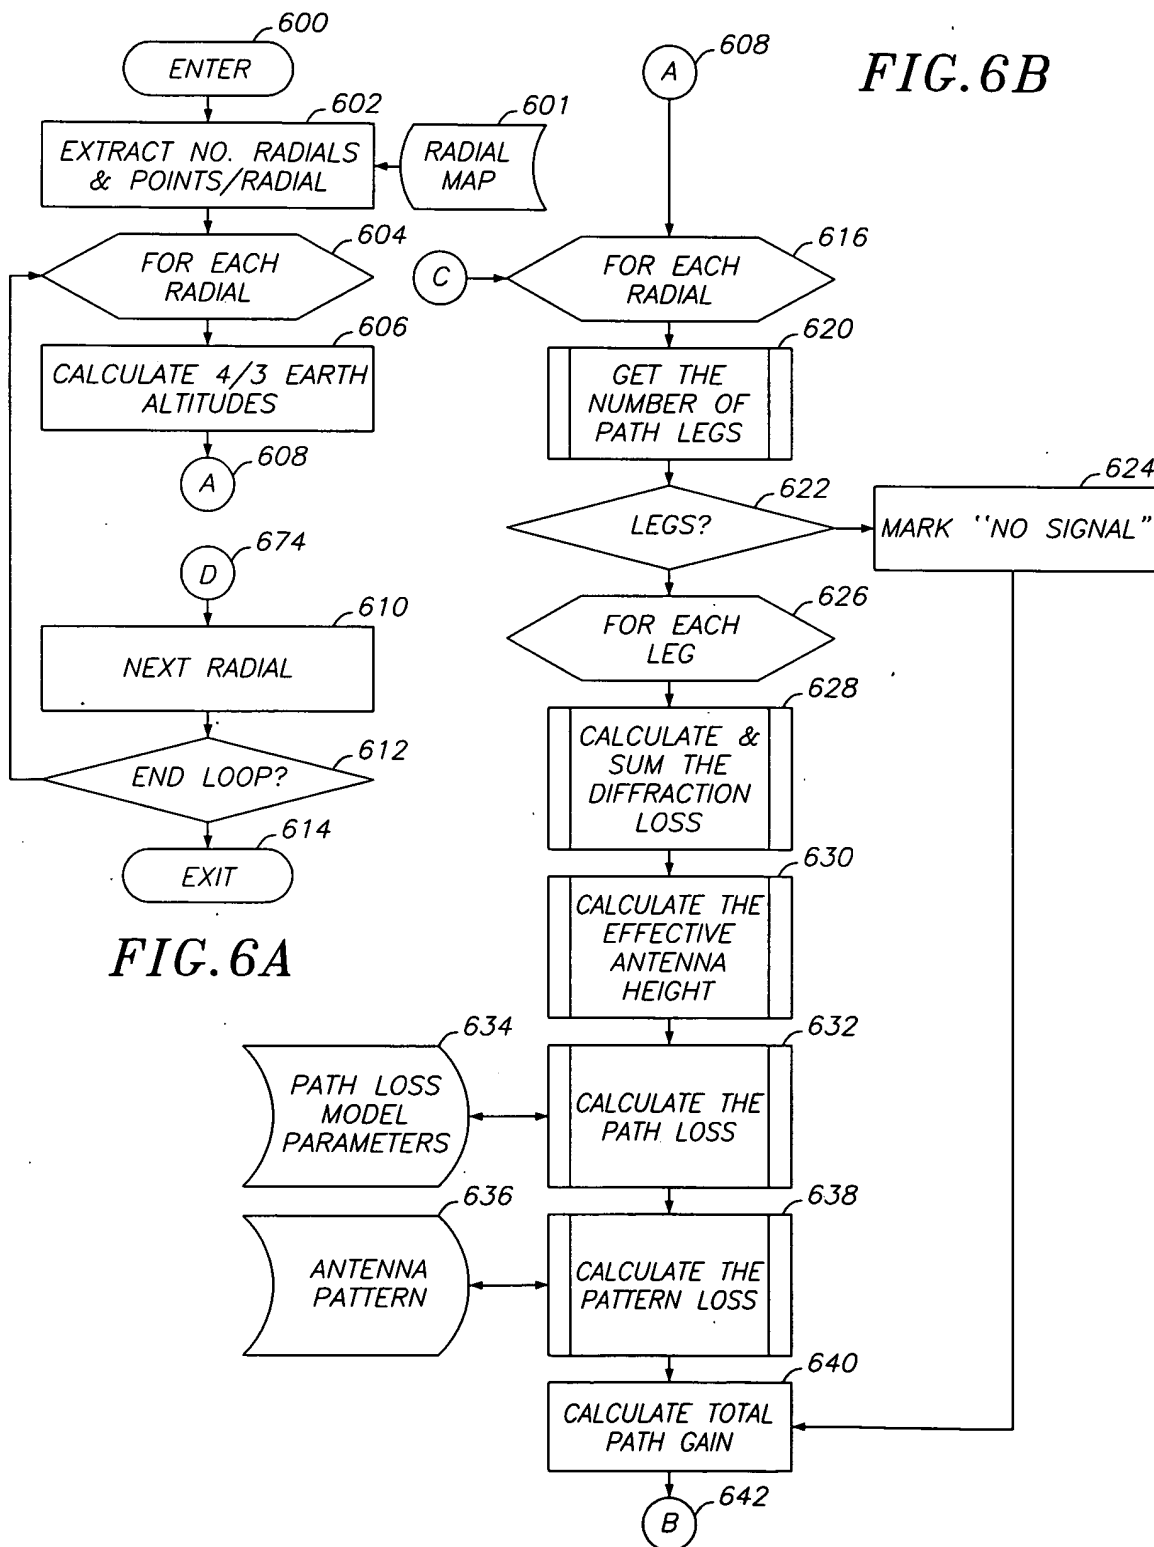 600
ENTER
602
EXTRACT NO. RADIALS
& POINTS/RADIAL
601
RADIAL
MAP
604
FOR EACH
RADIAL
606
CALCULATE 4/3 EARTH
ALTITUDES
A
608
674
D
610
NEXT RADIAL
612
END LOOP?
614
EXIT
FIG.6A
608
A
FIG.6B
616
C
FOR EACH
RADIAL
620
GET THE
NUMBER OF
PATH LEGS
622
LEGS?
624
MARK "NO SIGNAL"
626
FOR EACH
LEG
628
CALCULATE &
SUM THE
DIFFRACTION
LOSS
630
CALCULATE THE
EFFECTIVE
ANTENNA
HEIGHT
634
PATH LOSS
MODEL
PARAMETERS
632
CALCULATE THE
PATH LOSS
636
ANTENNA
PATTERN
638
CALCULATE THE
PATTERN LOSS
640
CALCULATE TOTAL
PATH GAIN
642
B